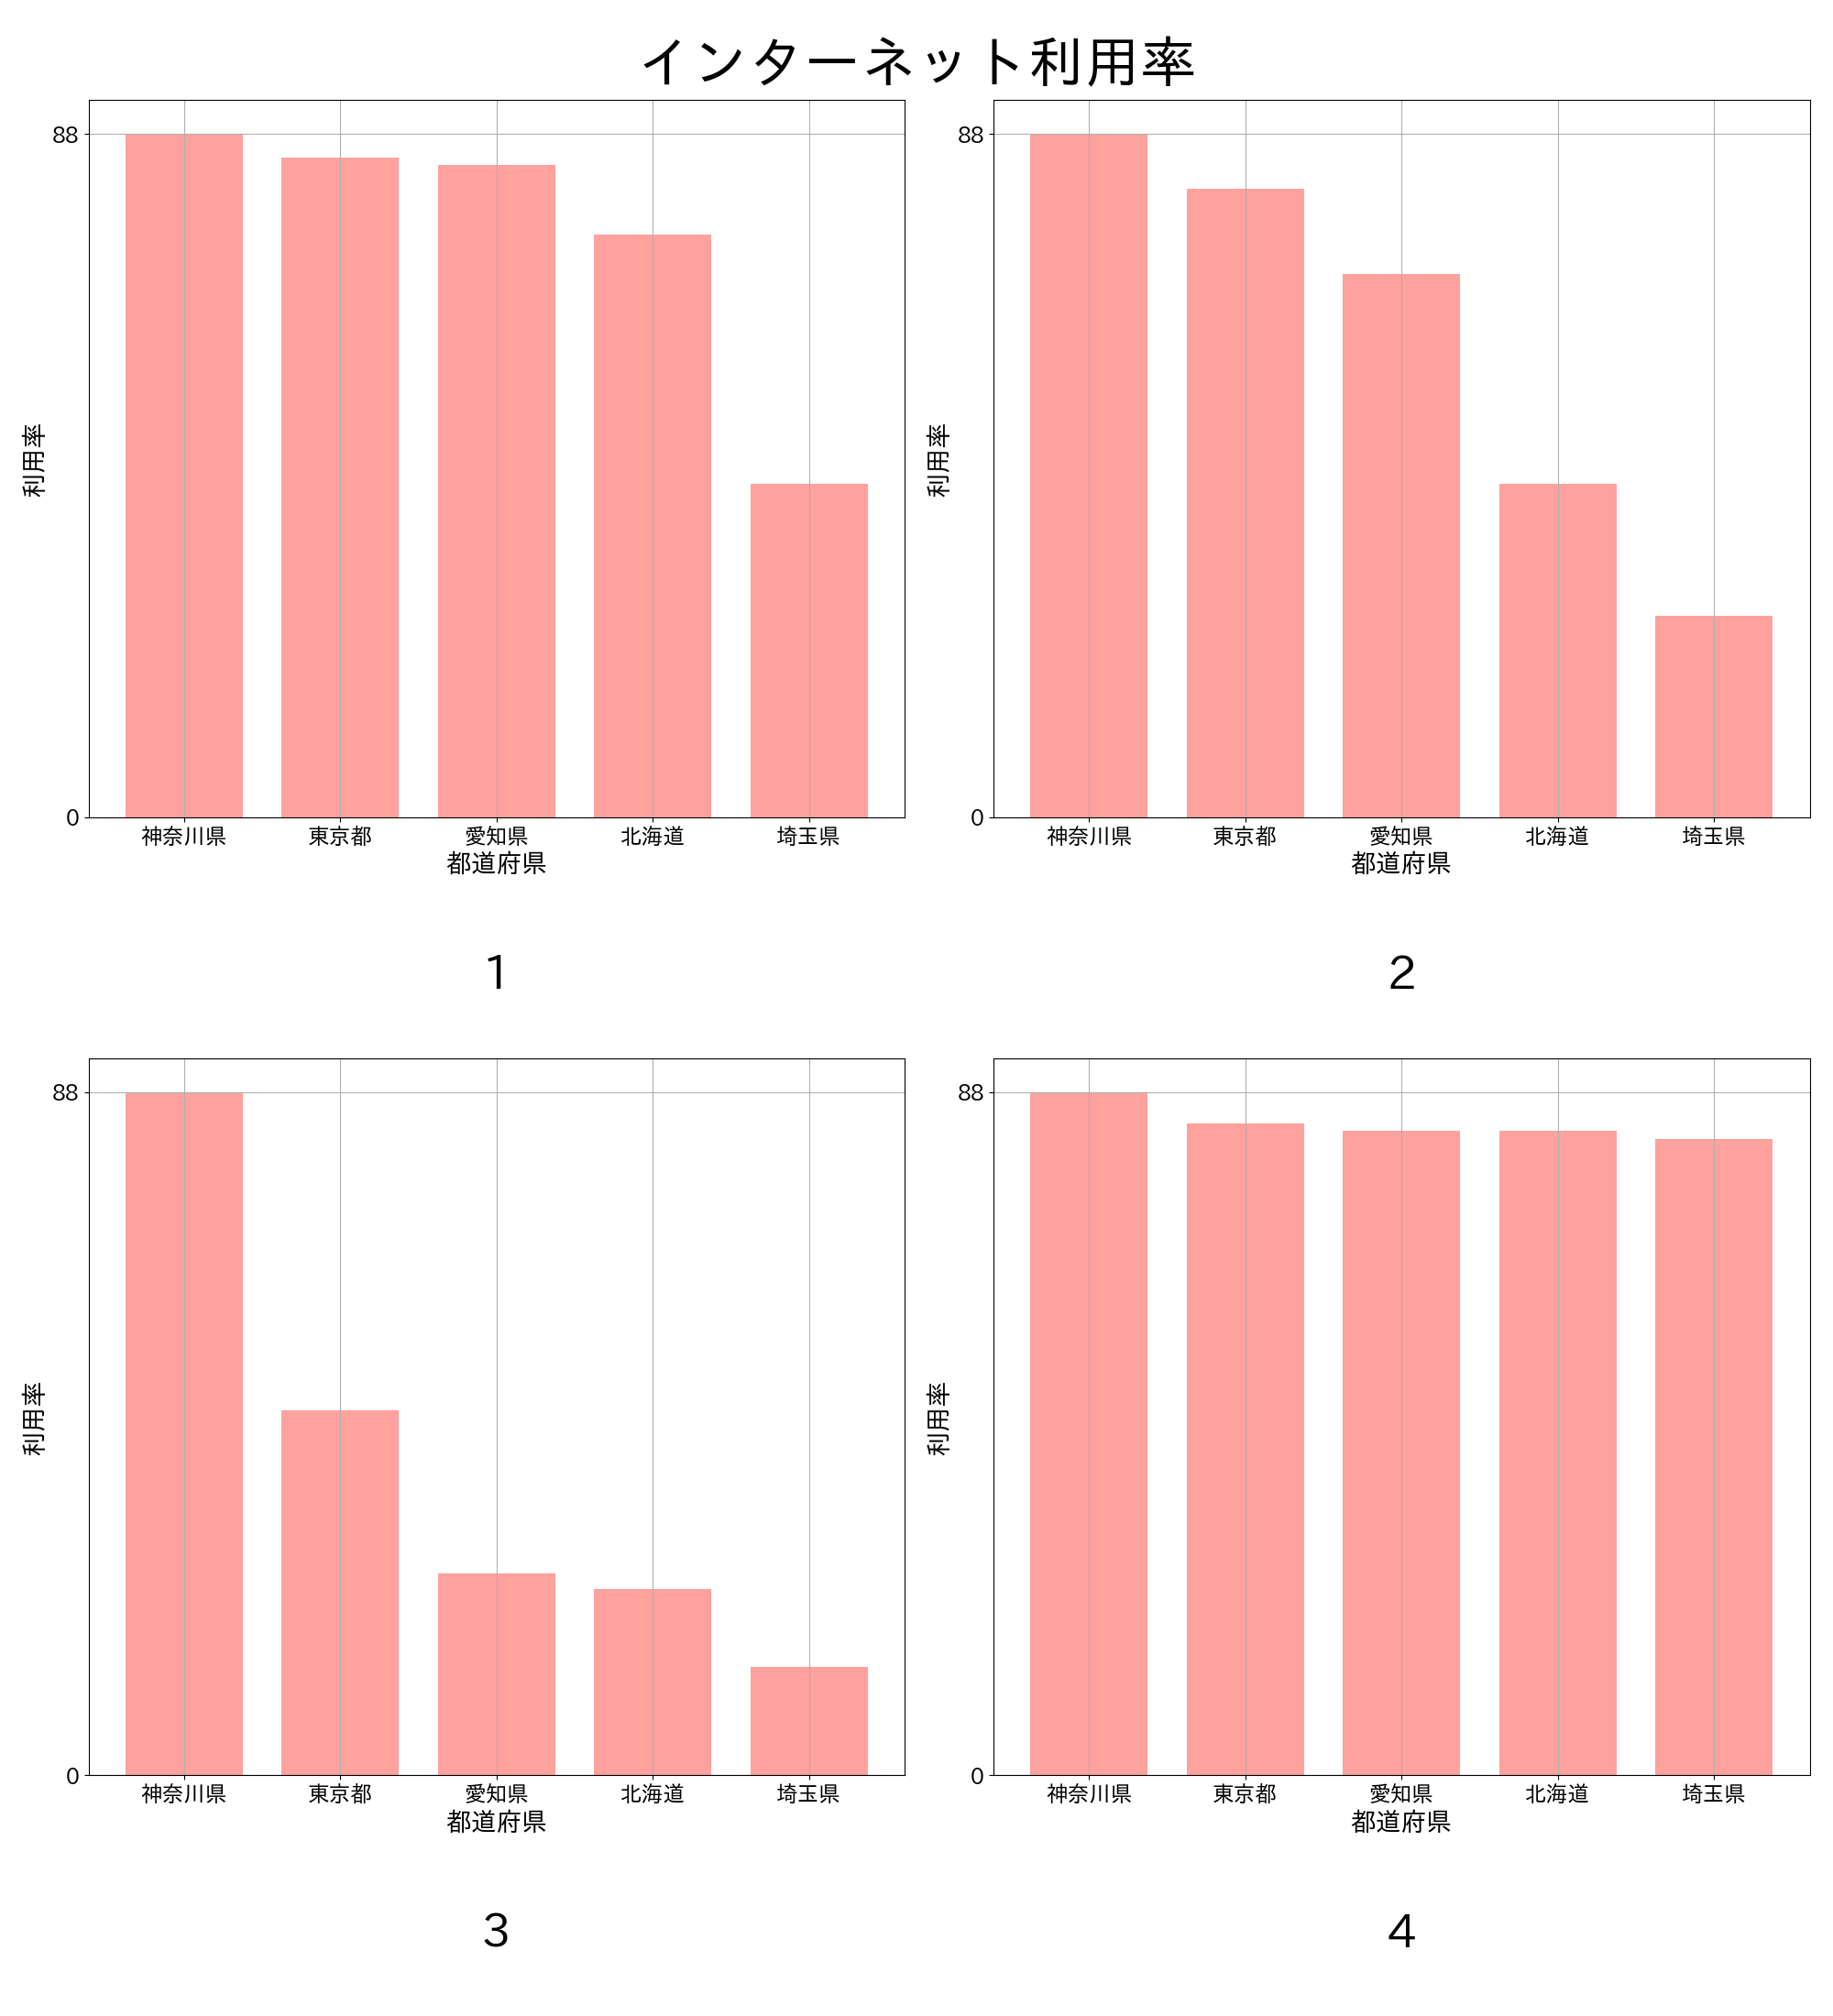 インターネット利用率
88
0
利用率
神奈川県 東京都 愛知県 北海道 埼玉県
都道府県
1
88
0
利用率
神奈川県 東京都 愛知県 北海道 埼玉県
都道府県
2
88
0
利用率
神奈川県 東京都 愛知県 北海道 埼玉県
都道府県
3
88
0
利用率
神奈川県 東京都 愛知県 北海道 埼玉県
都道府県
4